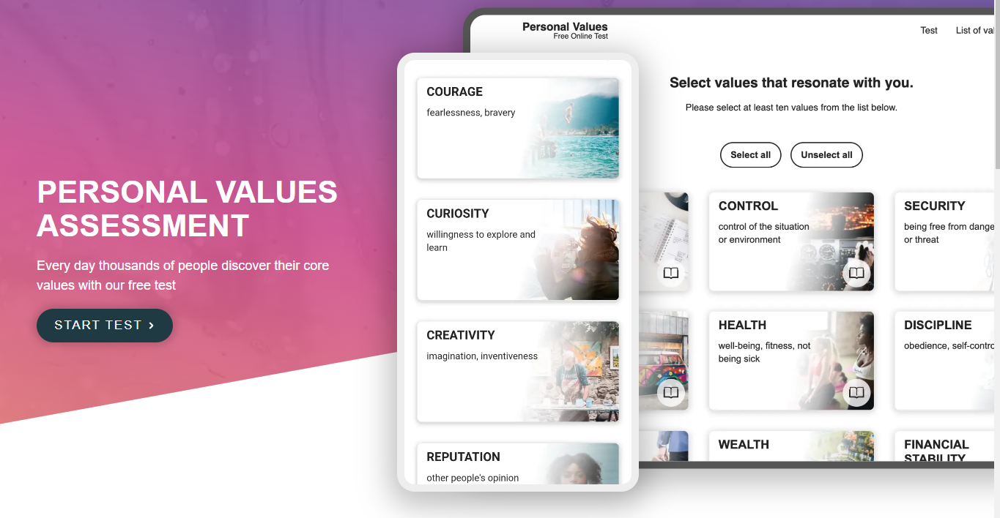 PERSONAL VALUES
ASSESSMENT
Every day thousands of people discover their core
values with our free test
START TEST
COURAGE
fearlessness, bravery
CURIOSITY
willingness to explore and
learn
CREATIVITY
imagination, inventiveness
REPUTATION
other people's opinion
Personal Values
Free Online Test
Test
List of val
Select values that resonate with you.
Please select at least ten values from the list below.
Select all
Unselect all
CONTROL
control of the situation
or environment
SECURITY
being free from dange
or threat
HEALTH
well-being, fitness, not
being sick
DISCIPLINE
obedience, self-contro
WEALTH
FINANCIAL
STABILITY